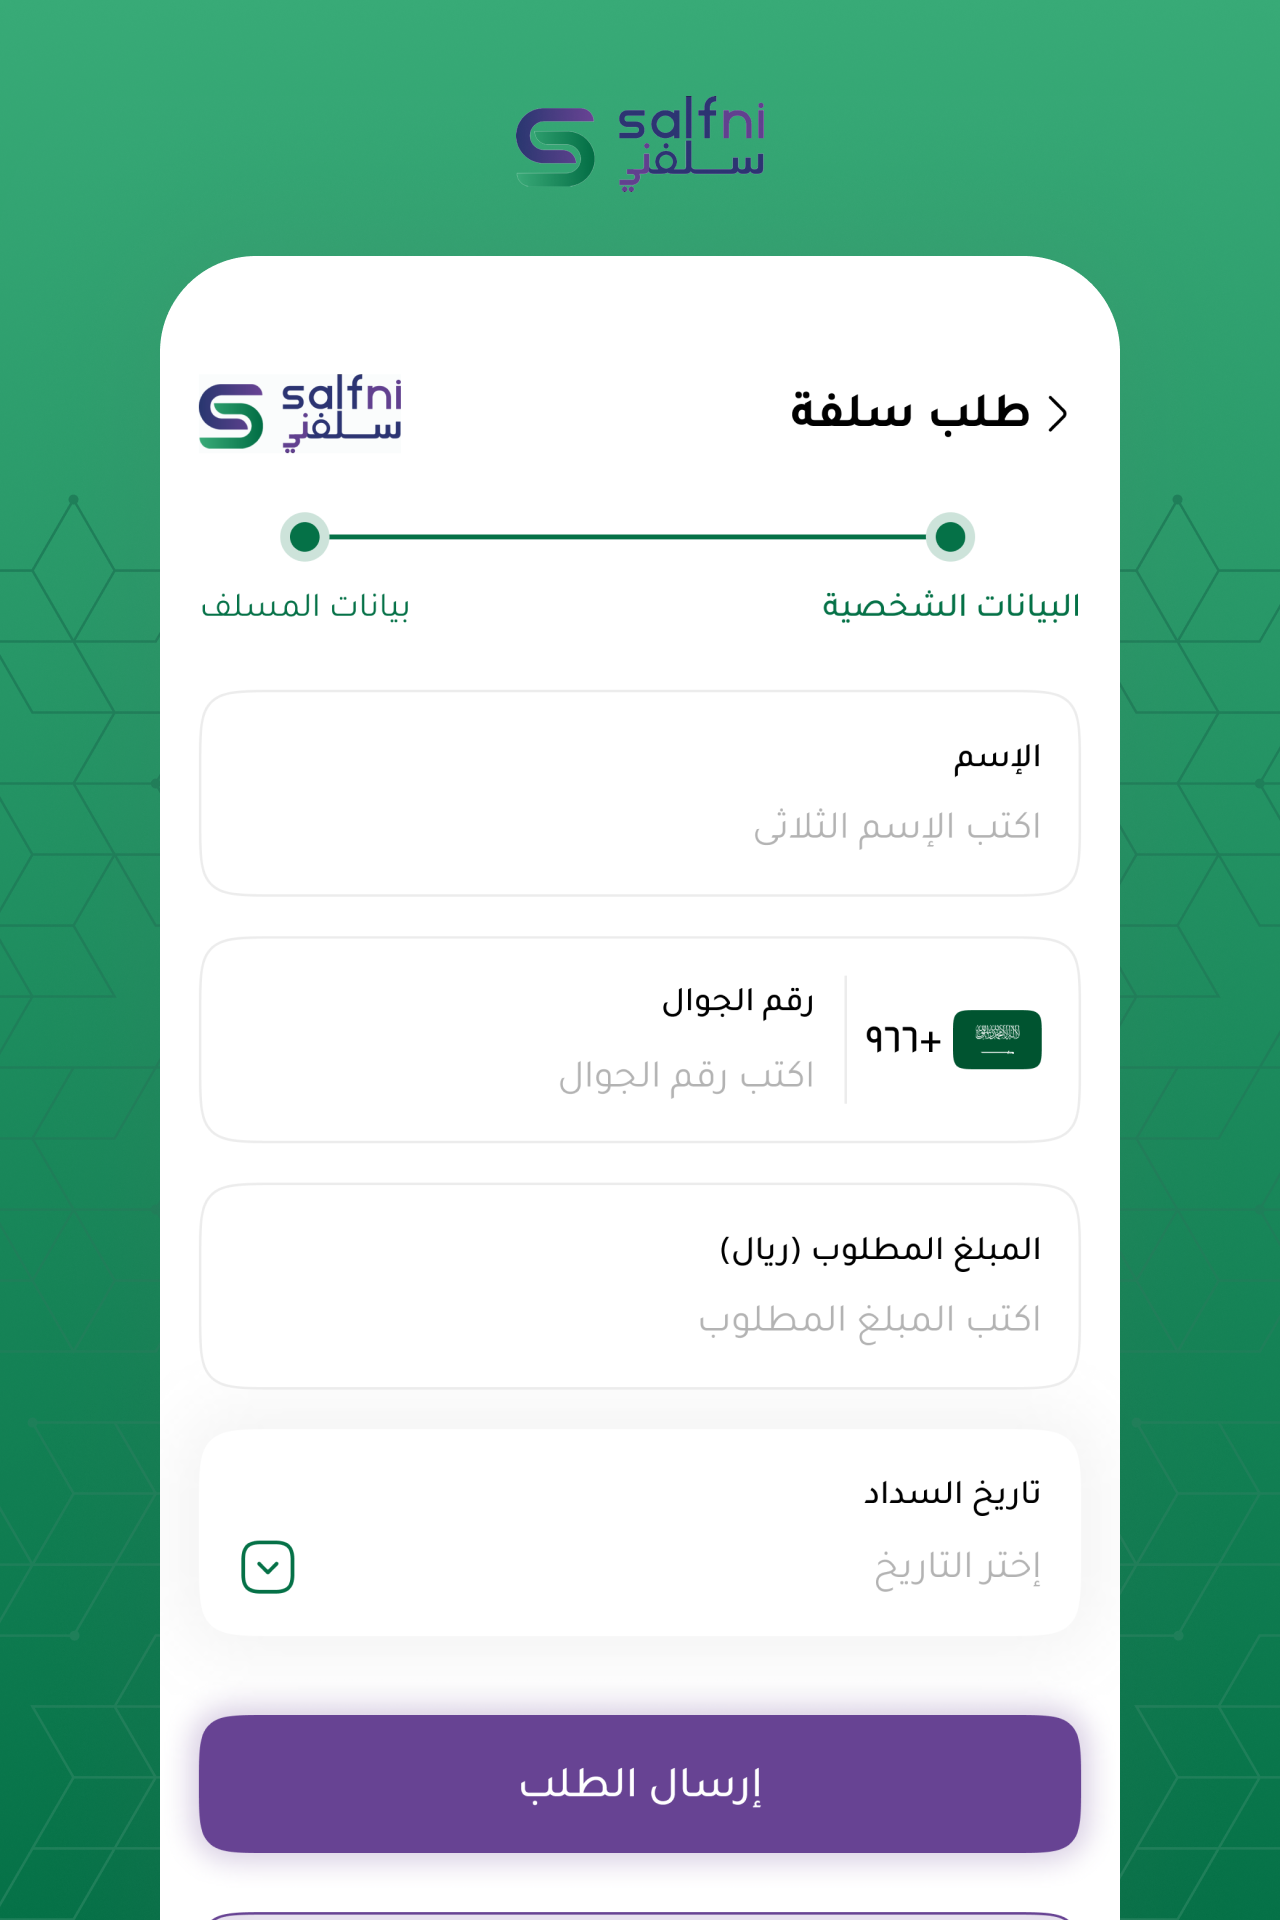 salfni
سلفني
طلب سلفة
salfni
سلفني
البيانات الشخصية
بيانات المسلف
الإسم
اكتب الإسم الثلاثى
+٩٦٦
رقم الجوال
اكتب رقم الجوال
المبلغ المطلوب (ريال)
اكتب المبلغ المطلوب
تاريخ السداد
إختر التاريخ
إرسال الطلب